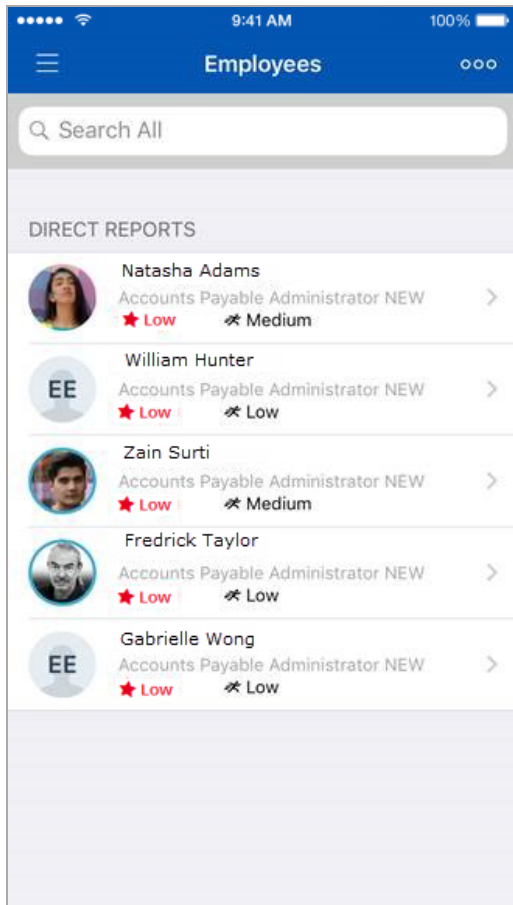 9:41 AM
100%
Employees
Search All
DIRECT REPORTS
Natasha Adams
Accounts Payable Administrator NEW
Low
Medium
William Hunter
EE
Accounts Payable Administrator NEW
Low
Low
Zain Surti
Accounts Payable Administrator NEW
Low
Medium
Fredrick Taylor
Accounts Payable Administrator NEW
Low
Low
Gabrielle Wong
EE
Accounts Payable Administrator NEW
Low
Low